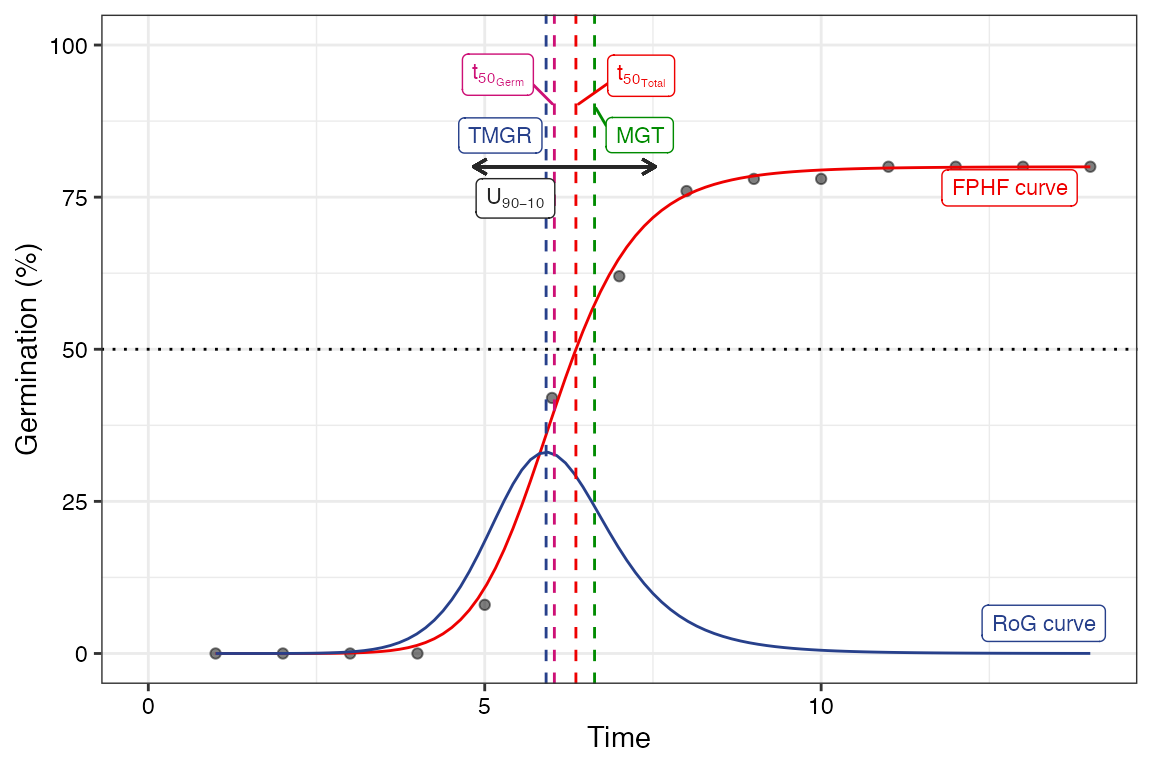 100
t50Germ
t50Total
TMGR
MGT
U90−10
FPHF curve
75
Germination (%)
50
25
RoG curve
0
0 5 10
Time